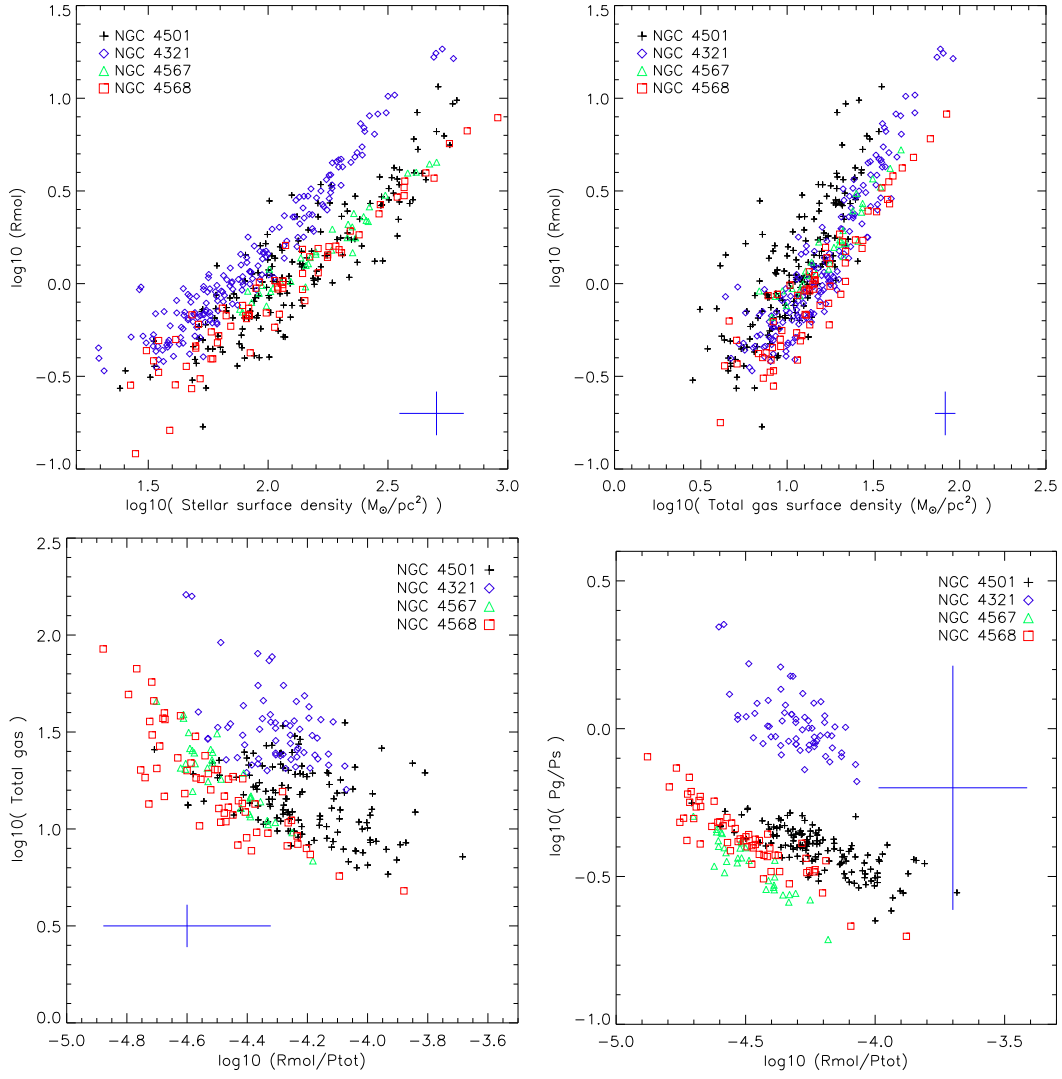 1.5
1.0
0.5
0.0
−0.5
−1.0
log10 (Rmol)
NGC 4501
NGC 4321
NGC 4567
NGC 4568
1.5 2.0 2.5 3.0
log10( Stellar surface density (M☉/pc²) )
1.5
1.0
0.5
0.0
−0.5
−1.0
log10 (Rmol)
NGC 4501
NGC 4321
NGC 4567
NGC 4568
0.0 0.5 1.0 1.5 2.0 2.5
log10( Total gas surface density (M☉/pc²) )
2.5
2.0
1.5
1.0
0.5
0.0
log10( Total gas )
NGC 4501
NGC 4321
NGC 4567
NGC 4568
−5.0 −4.8 −4.6 −4.4 −4.2 −4.0 −3.8 −3.6
log10 (Rmol/Ptot)
0.5
0.0
−0.5
−1.0
log10( Pg/Ps )
NGC 4501
NGC 4321
NGC 4567
NGC 4568
−5.0 −4.5 −4.0 −3.5
log10 (Rmol/Ptot)